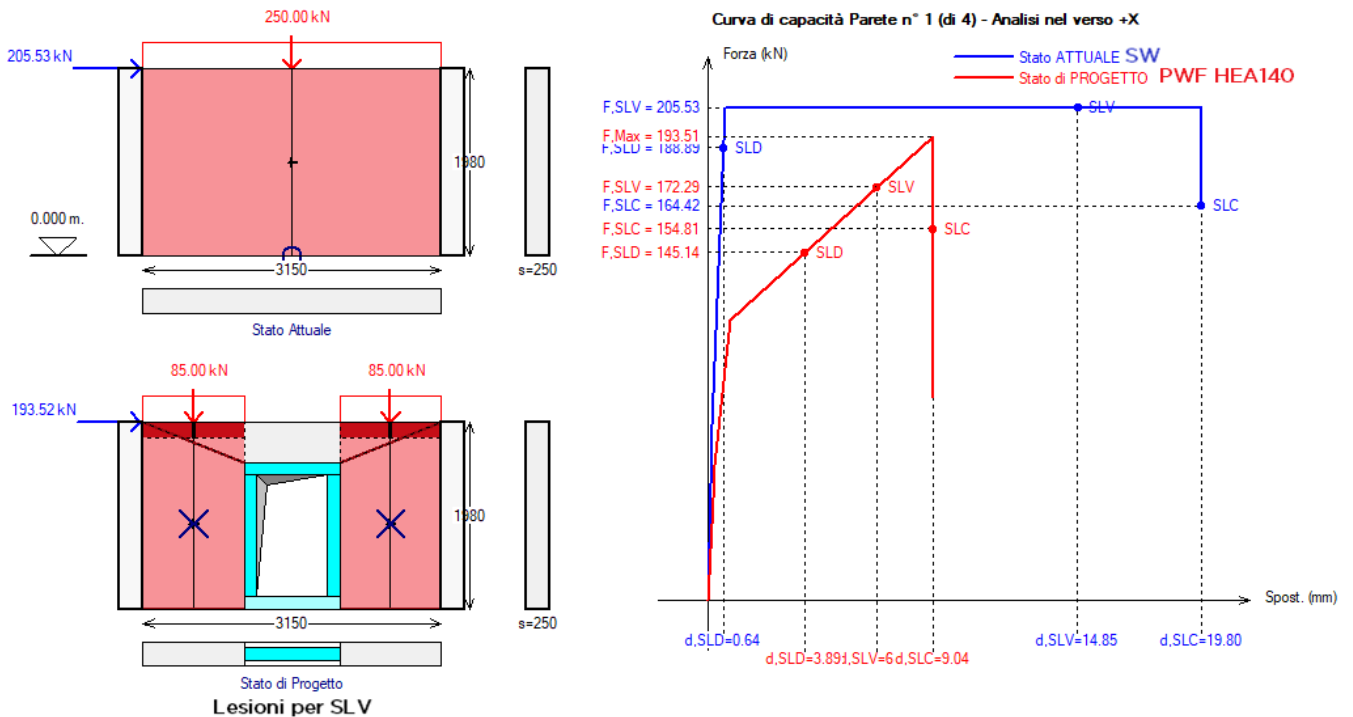 250.00 kN
205.53 kN
1980
0.000 m.
3150
s=250
Stato Attuale
85.00 kN
85.00 kN
193.52 kN
1980
3150
s=250
Stato di Progetto
Lesioni per SLV
Curva di capacità Parete n° 1 (di 4) - Analisi nel verso +X
Forza (kN)
Stato ATTUALE SW
Stato di PROGETTO PWF HEA140
F,SLV = 205.53
F,Max = 193.51
F,SLD = 188.89
F,SLV = 172.29
F,SLC = 164.42
F,SLC = 154.81
F,SLD = 145.14
SLV
SLD
SLV
SLC
SLC
SLD
Spost. (mm)
d,SLD=0.64
d,SLV=14.85
d,SLC=19.80
d,SLD=3.89
d,SLV=6
d,SLC=9.04